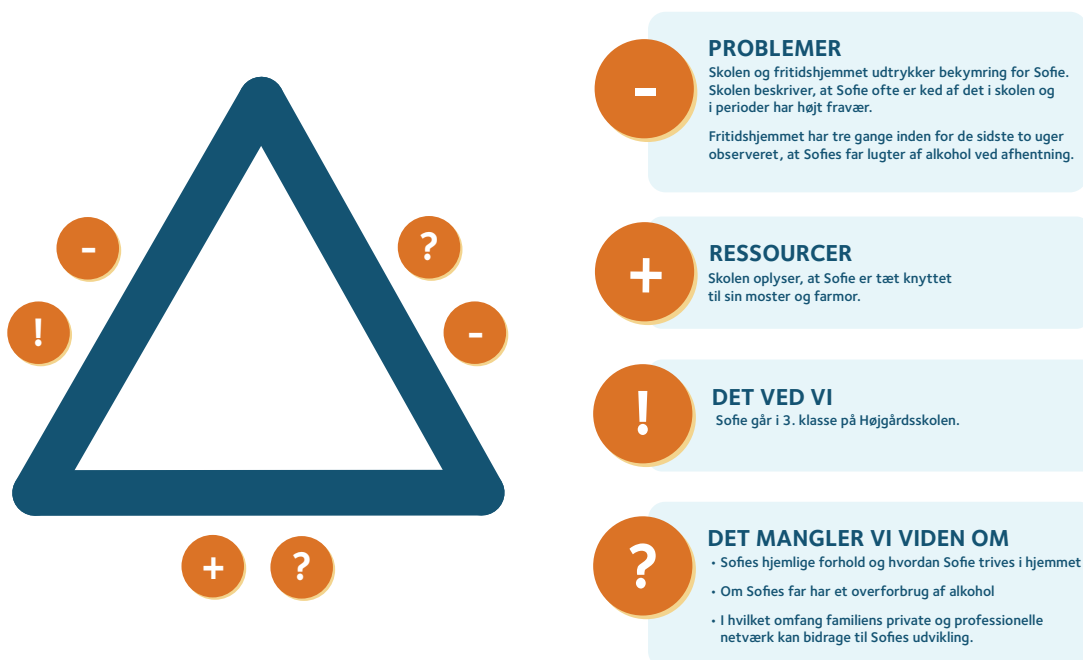 -
?
!
-
+
?
-
PROBLEMER
Skolen og fritidshjemmet udtrykker bekymring for Sofie.
Skolen beskriver, at Sofie ofte er ked af det i skolen og
i perioder har højt fravær.
Fritidshjemmet har tre gange inden for de sidste to uger
observeret, at Sofies far lugter af alkohol ved afhentning.
+
RESSOURCER
Skolen oplyser, at Sofie er tæt knyttet
til sin moster og farmor.
!
DET VED VI
Sofie går i 3. klasse på Højgårdsskolen.
?
DET MANGLER VI VIDEN OM
• Sofies hjemlige forhold og hvordan Sofie trives i hjemmet
• Om Sofies far har et overforbrug af alkohol
• I hvilket omfang familiens private og professionelle
netværk kan bidrage til Sofies udvikling.